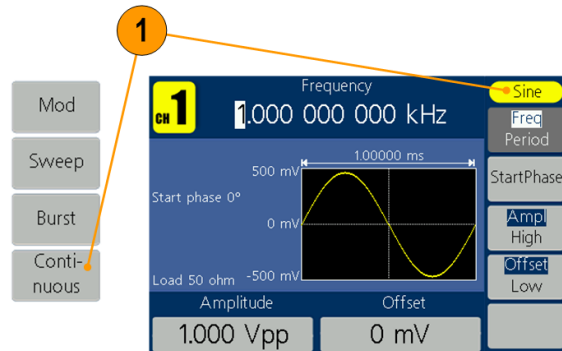 1
Mod
Sweep
Burst
Conti-
nuous
CH 1
Frequency
1.000 000 000 kHz
1.00000 ms
500 mV
Start phase 0°
0 mV
Load 50 ohm
-500 mV
Amplitude
Offset
1.000 Vpp
0 mV
Sine
Freq
Period
StartPhase
Ampl
High
Offset
Low